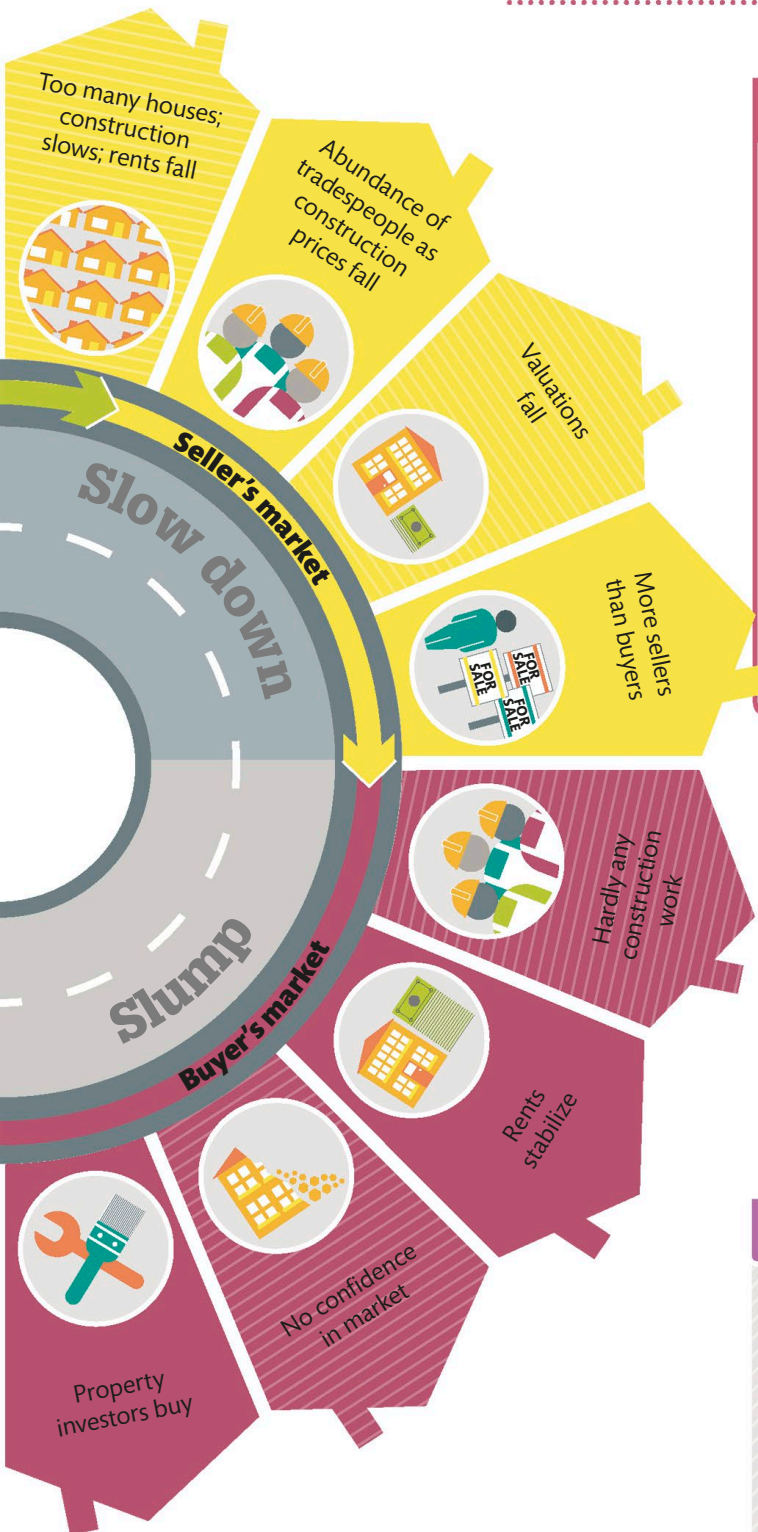 Too many houses;
construction
slows; rents fall
Abundance of
tradespeople as
construction
prices fall
Valuations
fall
More sellers
than buyers
FOR
SALE
FOR
SALE
FOR
SALE
Seller's market
Slow down
Hardly any
construction
work
Rents
stabilize
No confidence
in market
Property
investors buy
Buyer's market
Slump